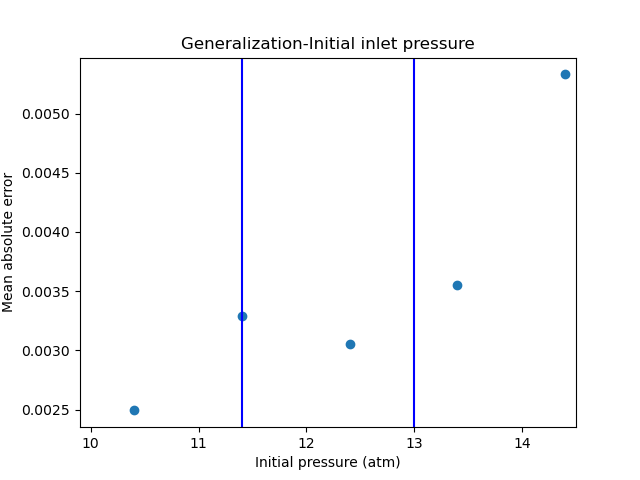 Generalization-Initial inlet pressure
Mean absolute error
0.0050
0.0045
0.0040
0.0035
0.0030
0.0025
10 11 12 13 14
Initial pressure (atm)